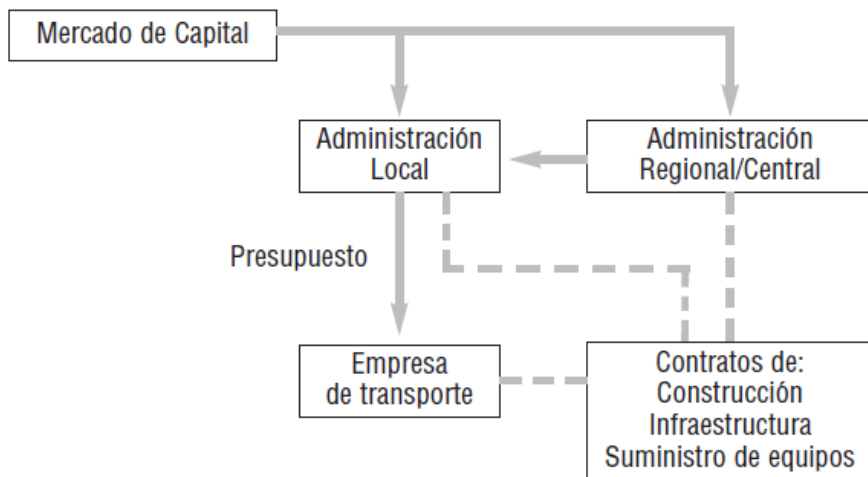 Mercado de Capital
Administración
Local
Administración
Regional/Central
Presupuesto
Empresa
de transporte
Contratos de:
Construcción
Infraestructura
Suministro de equipos